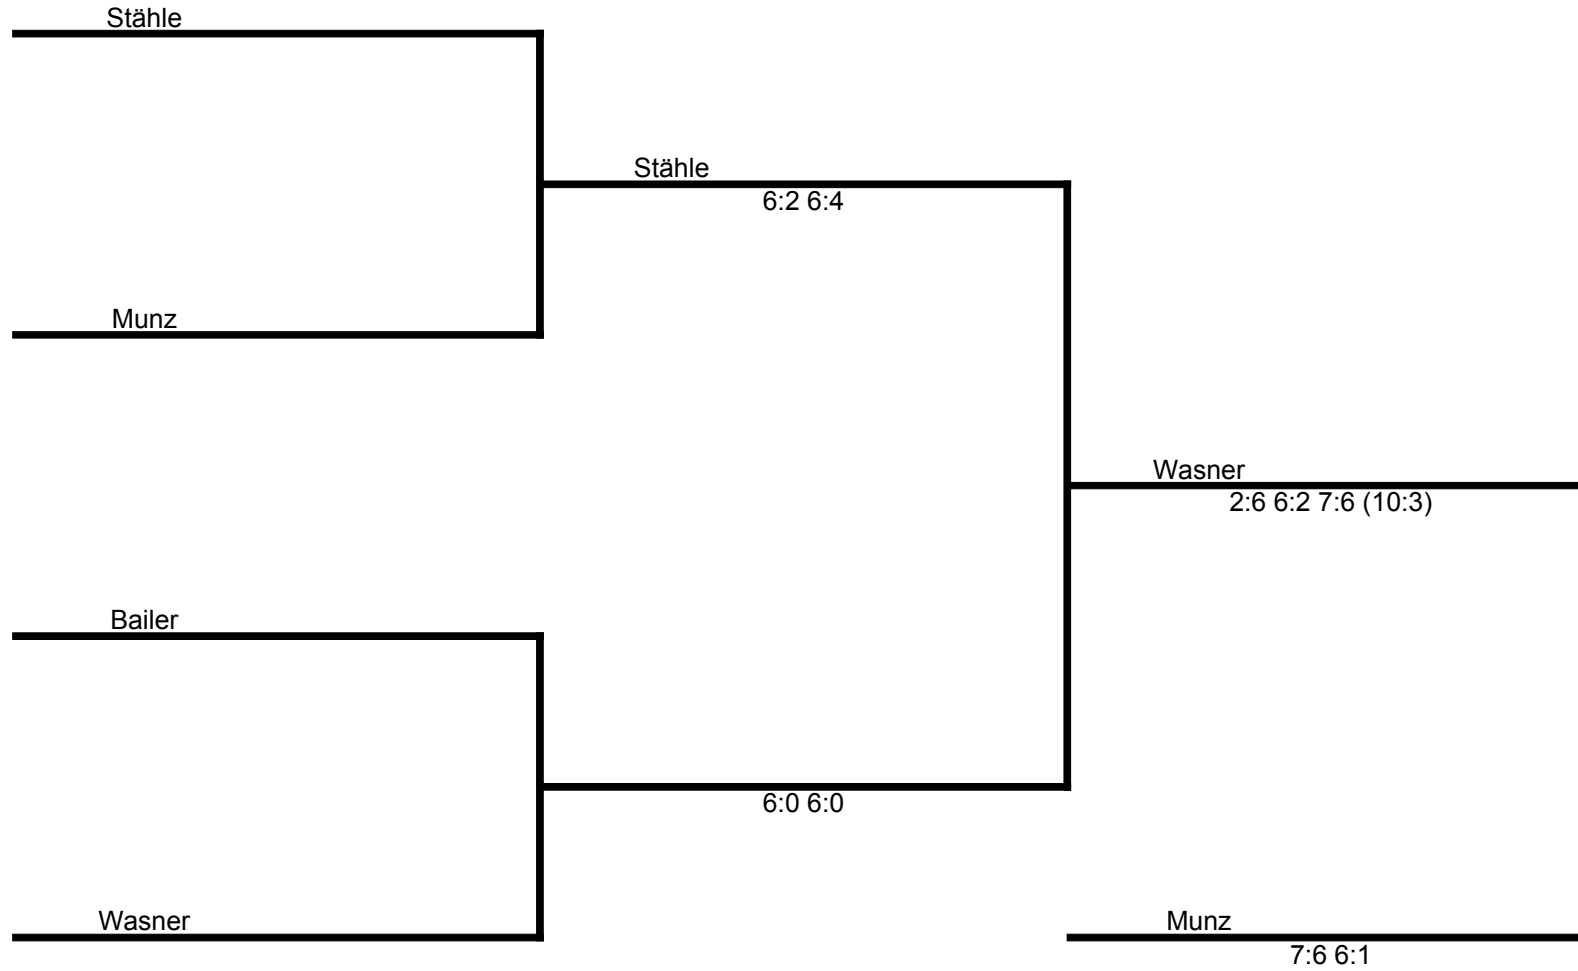 Stähle
Stähle
6:2 6:4
Munz
Wasner
2:6 6:2 7:6 (10:3)
Bailer
6:0 6:0
Wasner
Munz
7:6 6:1